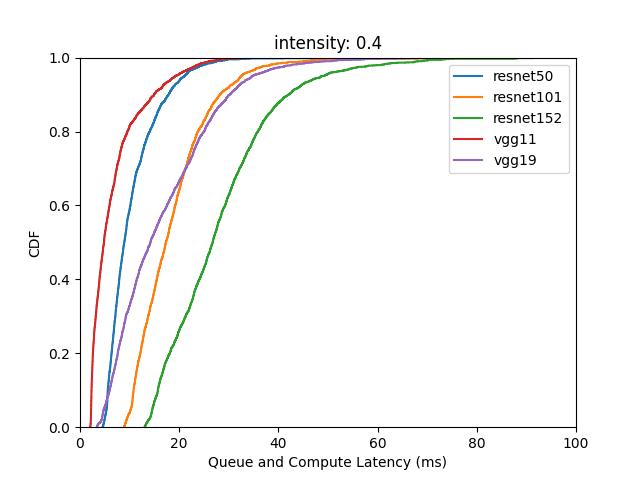 intensity: 0.4
1.0
0.8
0.6
0.4
0.2
0.0
CDF
resnet50
resnet101
resnet152
vgg11
vgg19
0 20 40 60 80 100
Queue and Compute Latency (ms)